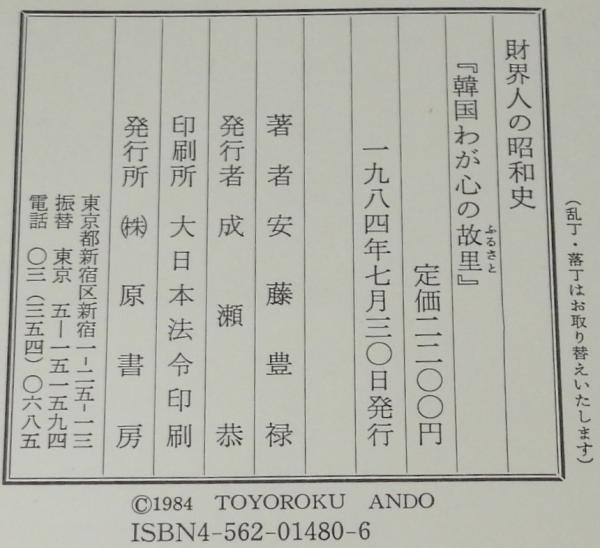 財界人の昭和史
『韓国わが心の故里』
ふるさと
定価二二〇〇円
一九八四年七月三〇日発行
著者 安藤豊禄
発行者 成瀬恭
印刷所 大日本法令印刷
発行所 ㈱原書房
東京都新宿区新宿一-二五-一三
振替 東京 五―一五一五九四
電話 〇三(三五四)〇六八五
(乱丁・落丁はお取り替えいたします)
©1984 TOYOROKU ANDO
ISBN4-562-01480-6